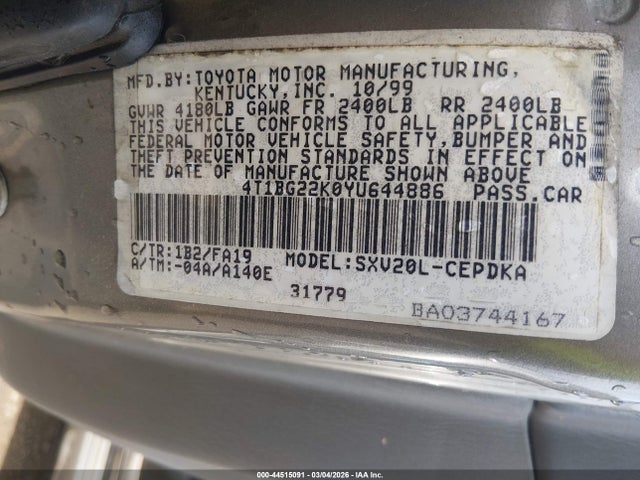 MFD.BY:TOYOTA MOTOR MANUFACTURING,
KENTUCKY,INC. 10/99
GVWR 4180LB GAWR FR 2400LB RR 2400LB
THIS VEHICLE CONFORMS TO ALL APPLICABLE
FEDERAL MOTOR VEHICLE SAFETY,BUMPER AND
THEFT PREVENTION STANDARDS IN EFFECT ON
THE DATE OF MANUFACTURE SHOWN ABOVE.
4T1BG22K0YU644886 PASS.CAR
C/TR:1B2/FA19 MODEL:SXV20L-CEPDKA
A/TM:-04A/A140E
31779
BA03744167
000-44515091 - 03/04/2026 - IAA Inc.